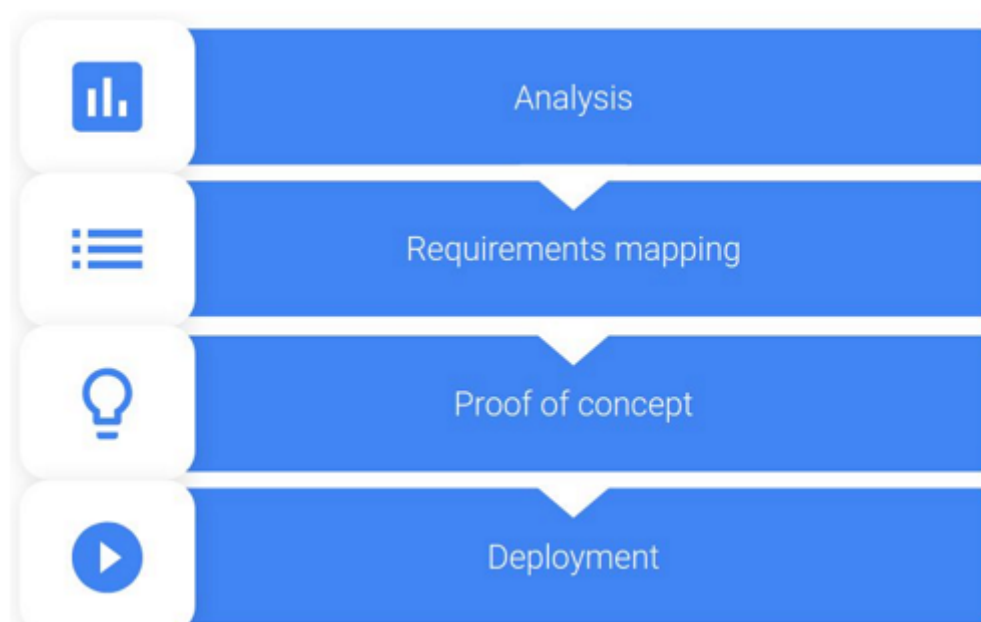 Analysis
Requirements mapping
Proof of concept
Deployment